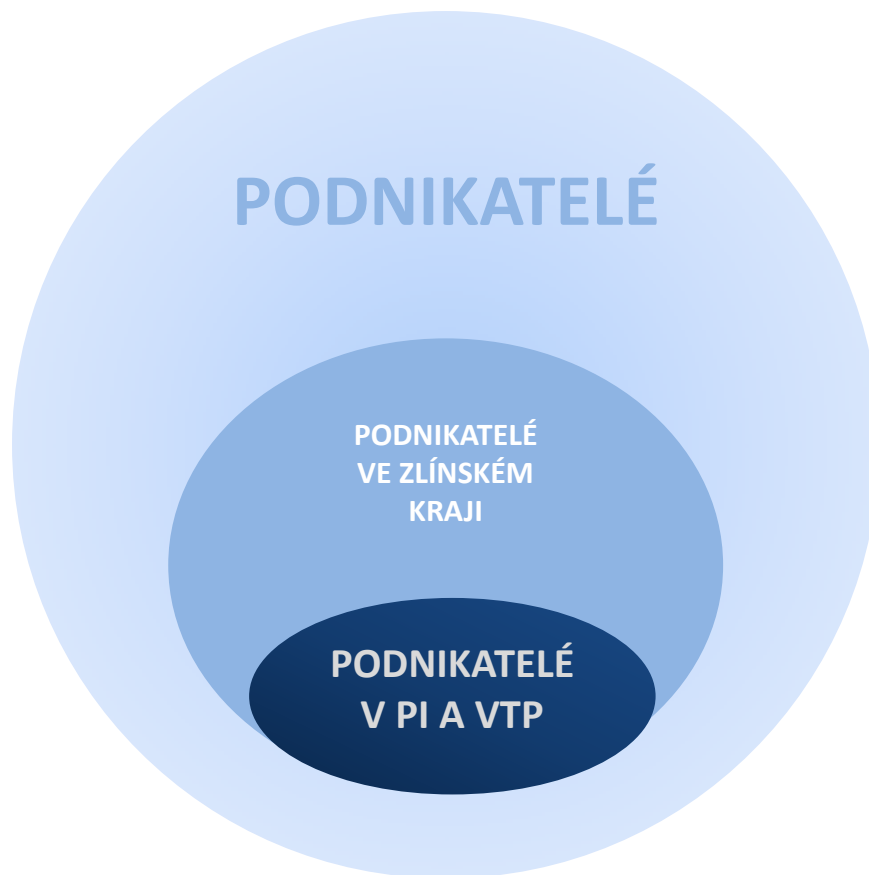 PODNIKATELÉ
PODNIKATELÉ
VE ZLÍNSKÉM
KRAJI
PODNIKATELÉ
V PI A VTP